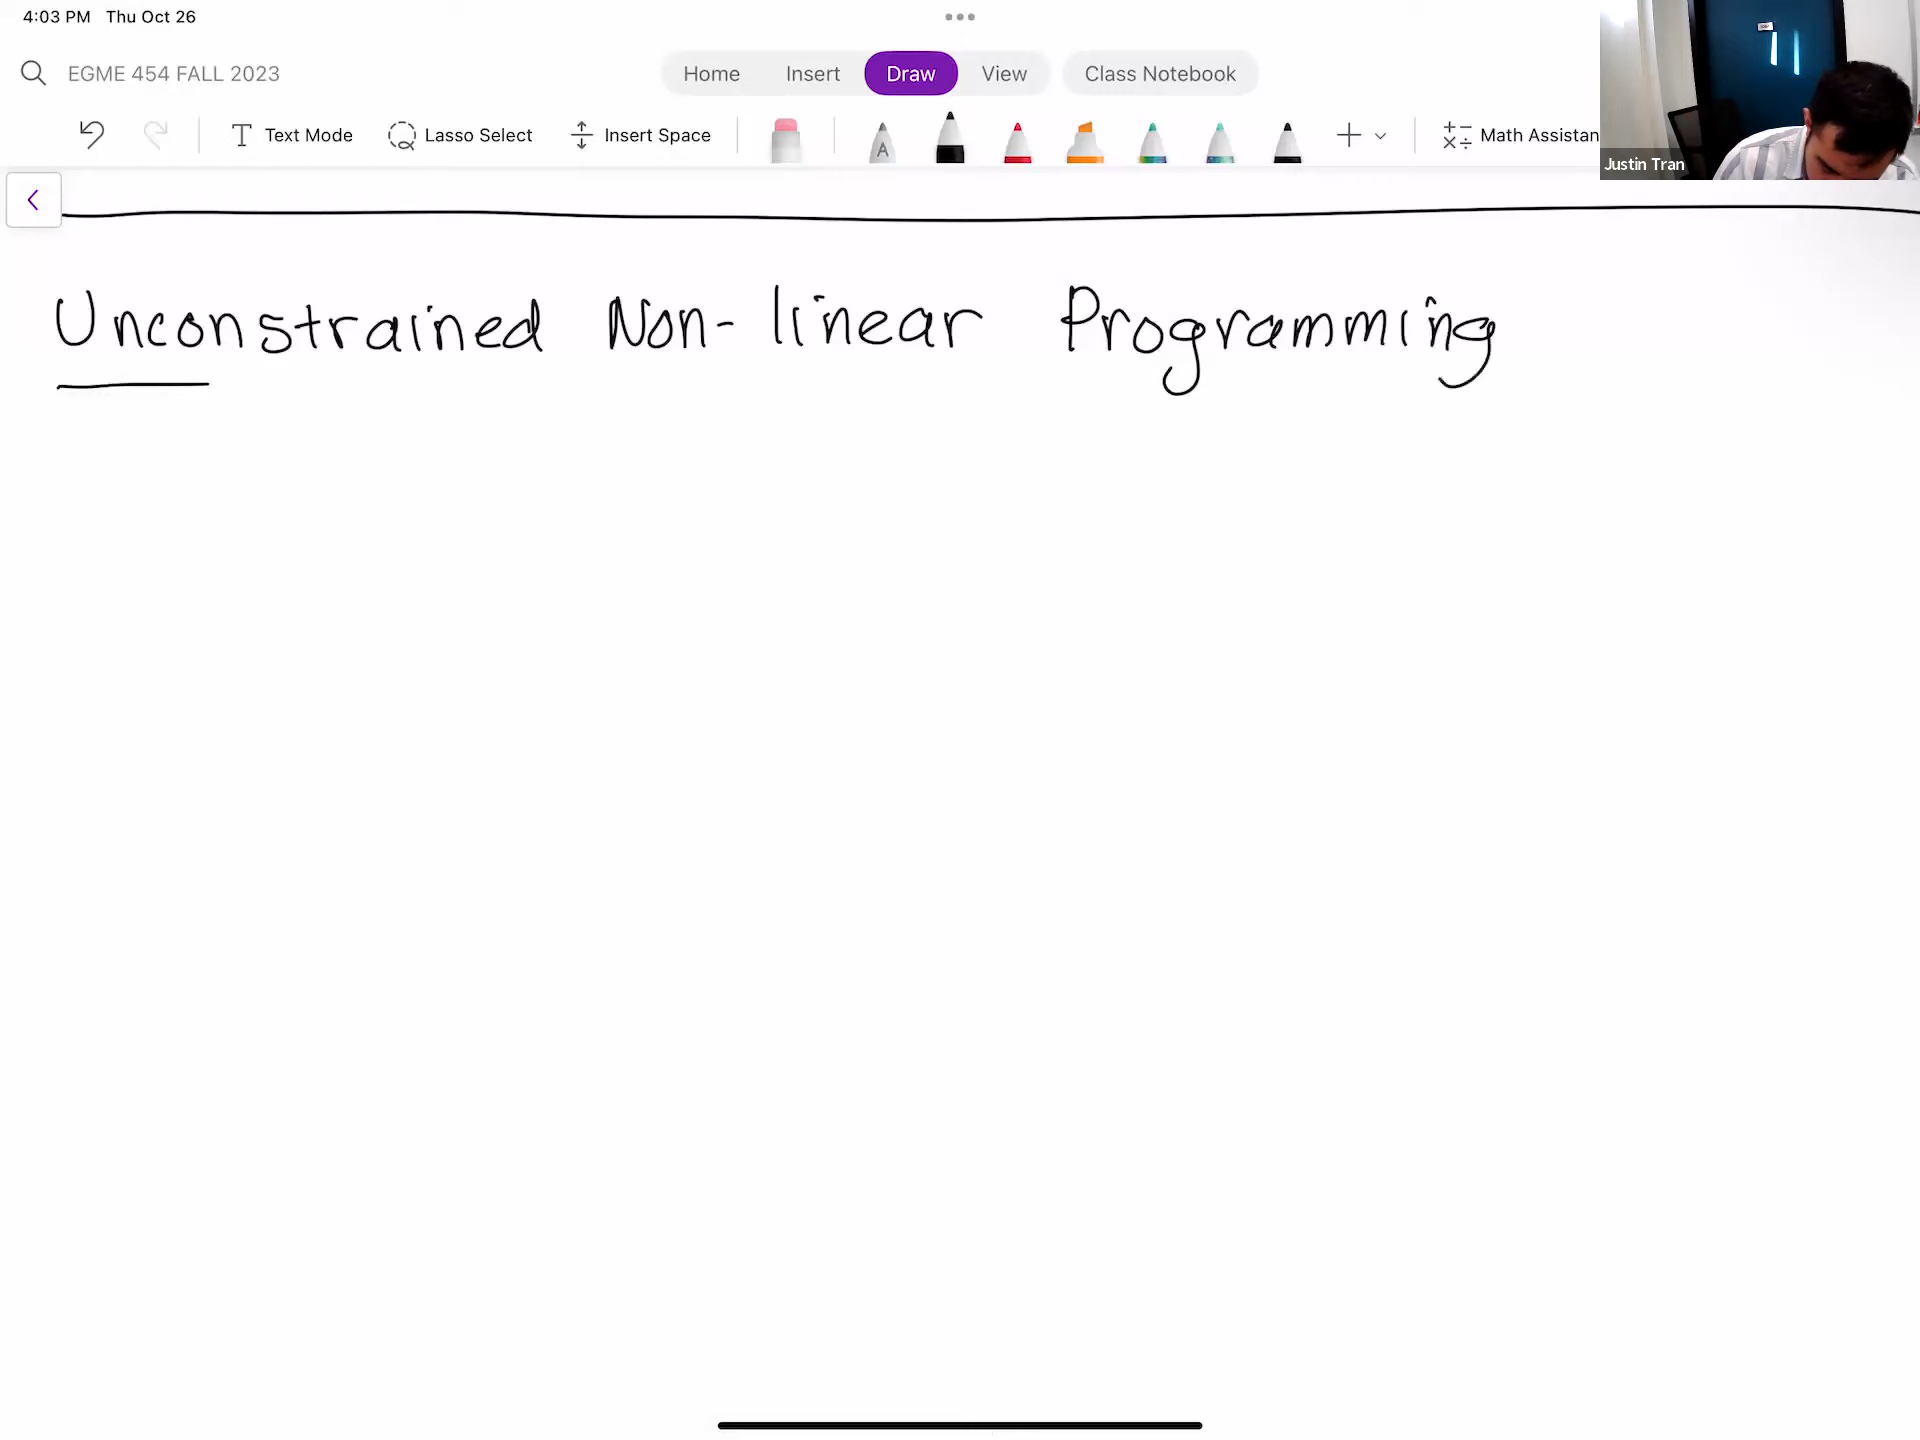 4:03 PM Thu Oct 26
EGME 454 FALL 2023
Home Insert Draw View Class Notebook
Text Mode Lasso Select Insert Space A Math Assistan
Justin Tran
Unconstrained Non-linear Programming